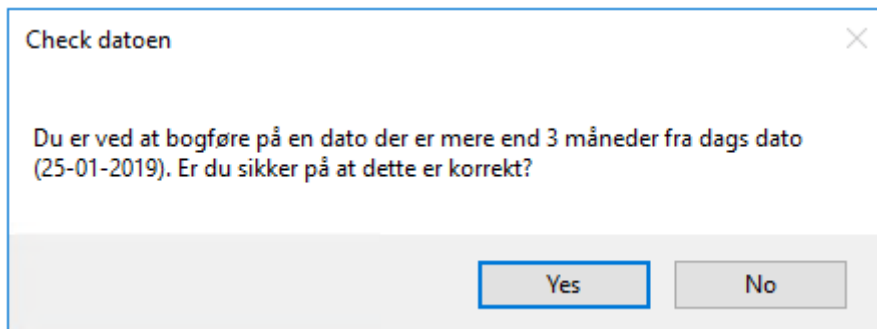 Check datoen
Du er ved at bogføre på en dato der er mere end 3 måneder fra dags dato
(25-01-2019). Er du sikker på at dette er korrekt?
Yes
No